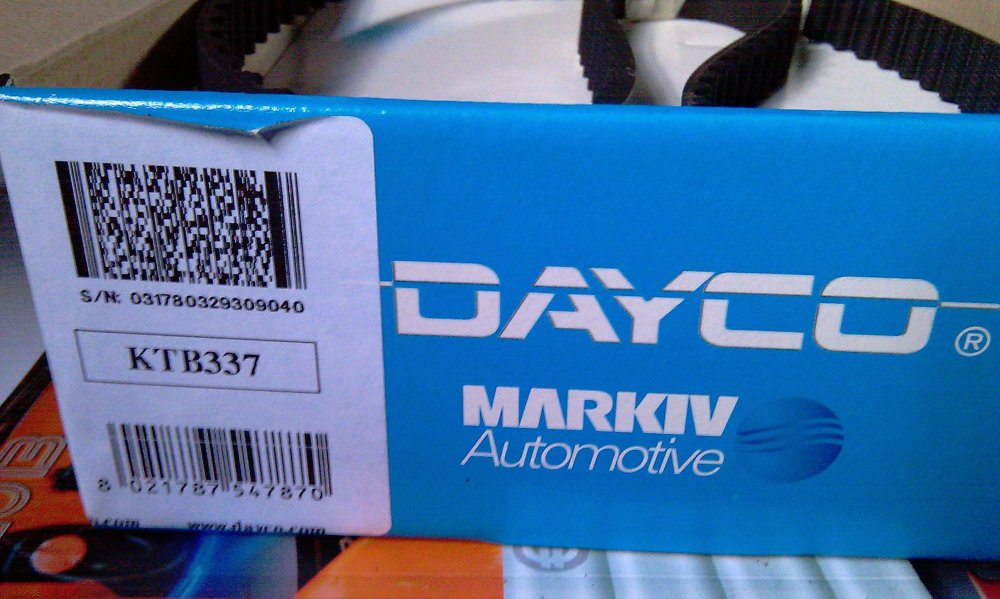 S/N: 031780329309040
KTB337
8 021787 547870
www.dayco.com
DAYCO®
MARKIV
Automotive